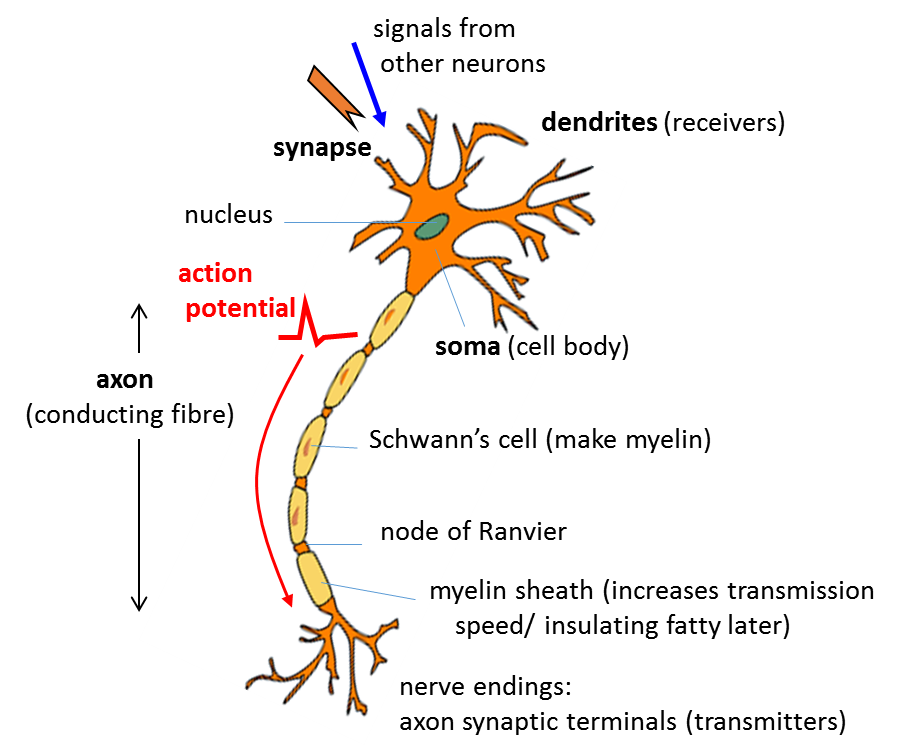 signals from
other neurons
dendrites (receivers)
synapse
nucleus
action
potential
soma (cell body)
axon
(conducting fibre)
Schwann’s cell (make myelin)
node of Ranvier
myelin sheath (increases transmission
speed/ insulating fatty later)
nerve endings:
axon synaptic terminals (transmitters)